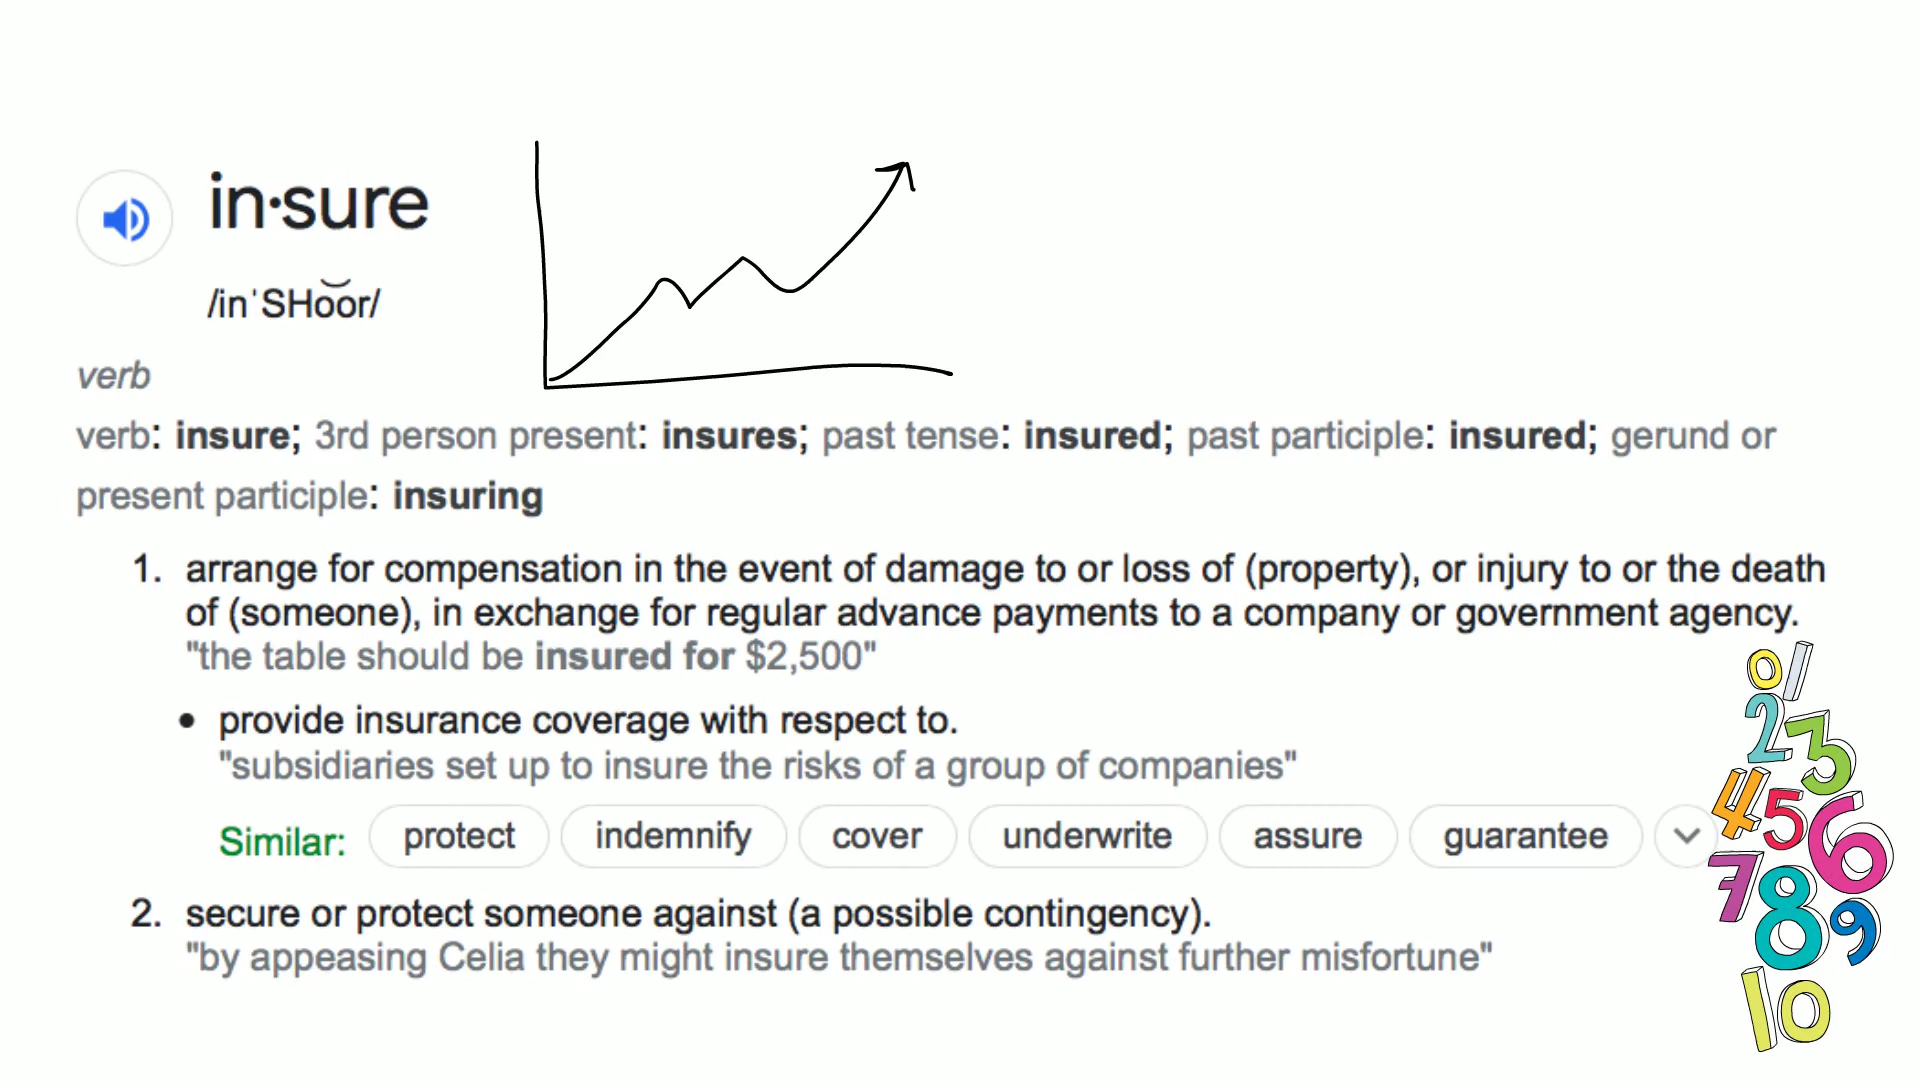 in·sure
/inˈSHo͝or/
verb
verb: insure; 3rd person present: insures; past tense: insured; past participle: insured; gerund or
present participle: insuring
1. arrange for compensation in the event of damage to or loss of (property), or injury to or the death
of (someone), in exchange for regular advance payments to a company or government agency.
"the table should be insured for $2,500"
• provide insurance coverage with respect to.
"subsidiaries set up to insure the risks of a group of companies"
Similar: protect indemnify cover underwrite assure guarantee
2. secure or protect someone against (a possible contingency).
"by appeasing Celia they might insure themselves against further misfortune"
0 1
2 3
4 5 6
7 8 9
10